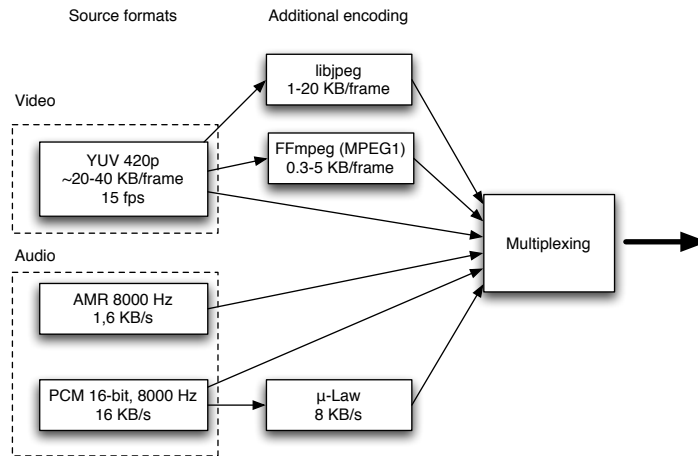 Source formats
Additional encoding
libjpeg
1-20 KB/frame
Video
YUV 420p
~20-40 KB/frame
15 fps
FFmpeg (MPEG1)
0.3-5 KB/frame
Multiplexing
Audio
AMR 8000 Hz
1,6 KB/s
PCM 16-bit, 8000 Hz
16 KB/s
μ-Law
8 KB/s